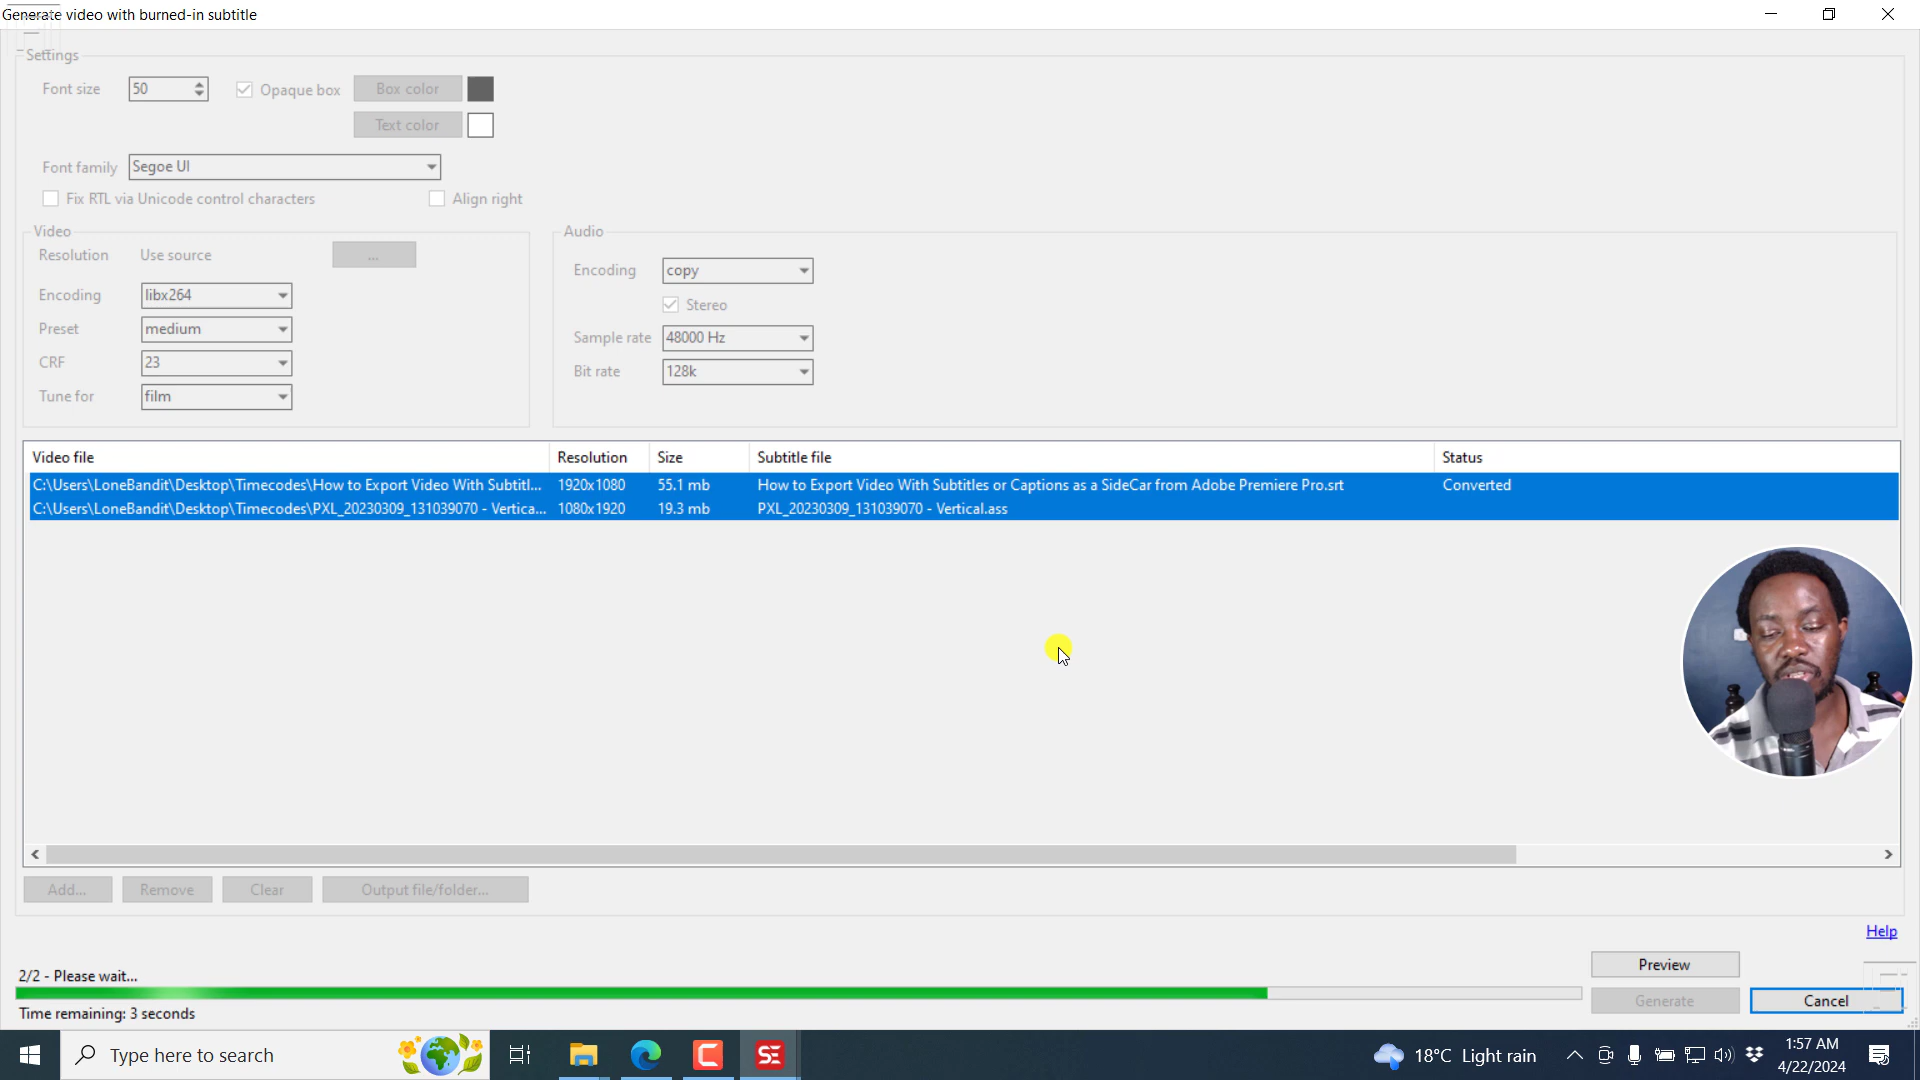 Generate video with burned-in subtitle
Settings
Font size 50 Opaque box Box color
Text color
Font family Segoe UI
Fix RTL via Unicode control characters Align right
Video Audio
Resolution Use source ...
Encoding copy
Encoding libx264
Stereo
Preset medium
Sample rate 48000 Hz
CRF 23
Bit rate 128k
Tune for film
Video file Resolution Size Subtitle file Status
C:\Users\LoneBandit\Desktop\Timecodes\How to Export Video With Subtitl... 1920x1080 55.1 mb How to Export Video With Subtitles or Captions as a SideCar from Adobe Premiere Pro.srt Converted
C:\Users\LoneBandit\Desktop\Timecodes\PXL_20230309_131039070 - Vertica... 1080x1920 19.3 mb PXL_20230309_131039070 - Vertical.ass
Add... Remove Clear Output file/folder...
Help
2/2 - Please wait...
Preview
Generate Cancel
Time remaining: 3 seconds
Type here to search
SE
18°C Light rain
1:57 AM
4/22/2024